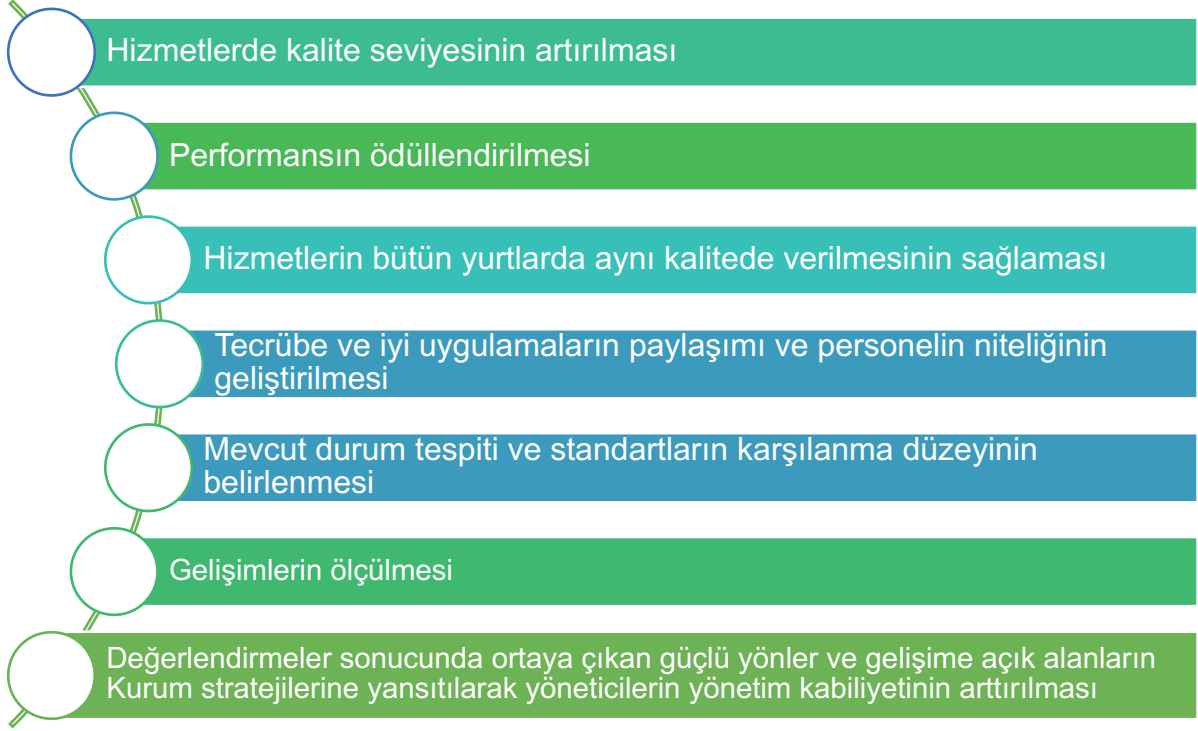 Hizmetlerde kalite seviyesinin artırılması
Performansın ödüllendirilmesi
Hizmetlerin bütün yurtlarda aynı kalitede verilmesinin sağlaması
Tecrübe ve iyi uygulamaların paylaşımı ve personelin niteliğinin
geliştirilmesi
Mevcut durum tespiti ve standartların karşılanma düzeyinin
belirlenmesi
Gelişimlerin ölçülmesi
Değerlendirmeler sonucunda ortaya çıkan güçlü yönler ve gelişime açık alanların
Kurum stratejilerine yansıtılarak yöneticilerin yönetim kabiliyetinin arttırılması